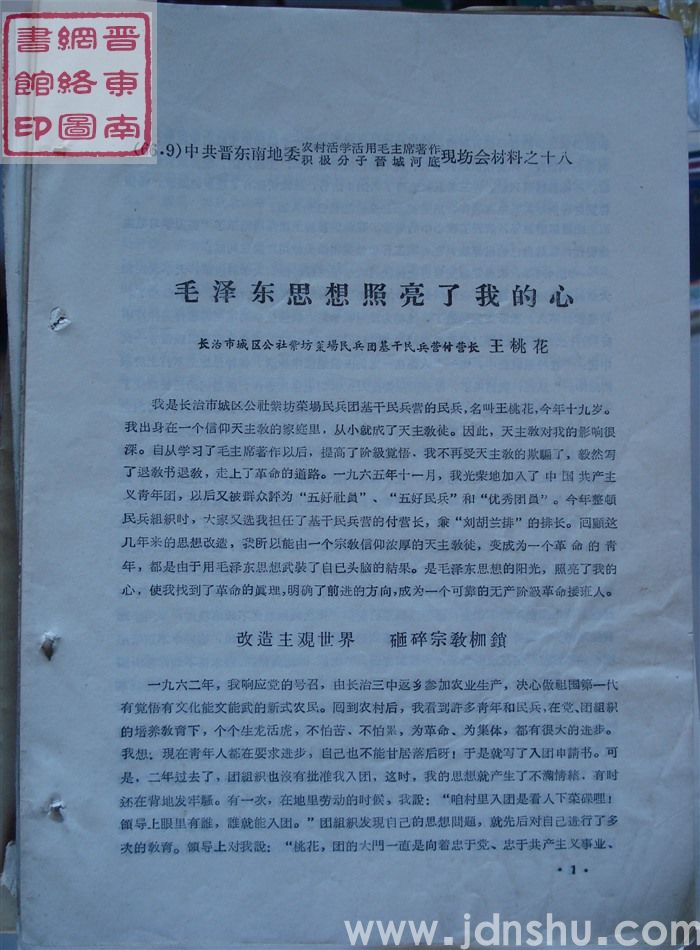 晋东南
網絡圖
書館印
(66.9)中共晋东南地委农村活学活用毛主席著作积极分子晋城河底现场会材料之十八
毛泽东思想照亮了我的心
长治市城区公社紫坊菜場民兵团基干民兵营付营长 王桃花
我是长治市城区公社紫坊菜場民兵团基干民兵营的民兵，名叫王桃花，今年十九岁。
我出身在一个信仰天主教的家庭里，从小就成了天主教徒。因此，天主教对我的影响很
深。自从学习了毛主席著作以后，提高了阶級觉悟，我不再受天主教的欺騙了，毅然写
了退教书退教，走上了革命的道路。一九六五年十一月，我光荣地加入了中国共产主
义青年团，以后又被群众評为“五好社員”、“五好民兵”和“优秀团員”。今年整頓
民兵組織时，大家又选我担任了基干民兵营的付营长，兼“刘胡兰排”的排长。回顧这
几年来的思想改造，我所以能由一个宗教信仰浓厚的天主教徒，变成为一个革命的青
年，都是由于用毛泽东思想武装了自己头脑的結果。是毛泽东思想的阳光，照亮了我的
心，使我找到了革命的眞理，明确了前进的方向，成为一个可靠的无产阶級革命接班人。
改造主观世界 砸碎宗教枷鎖
一九六二年，我响应党的号召，由长治三中返乡参加农业生产，决心做祖国第一代
有覚悟有文化能文能武的新式农民。回到农村后，我看到許多青年和民兵，在党、团組织
的培养教育下，个个生龙活虎，不怕苦、不怕累，为革命、为集体，都有很大的进步。
我想：現在青年人都在要求进步，自己也不能甘居落后呀！于是就写了入团申請书。可
是，二年过去了，团組织也沒有批准我入团，这时，我的思想就产生了不满情緒，有时
还在背地发牢騷。有一次，在地里劳动的时候，我說：“咱村里入团是看人下菜碟哩！
領导上眼里有誰，誰就能入团。”团組织发现自己的思想問題，就先后对自己进行了多
次的教育。領导上对我說：“桃花，团的大門一直是向着忠于党、忠于共产主义事业、
·1·
www.jdnshu.com